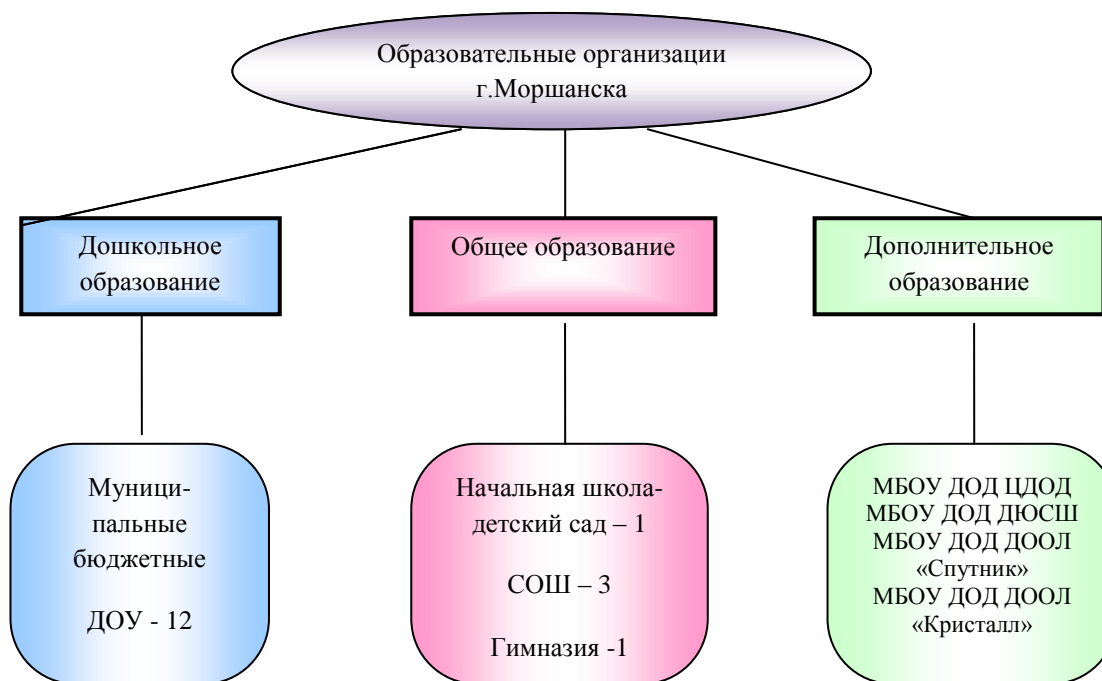 Образовательные организации
г.Моршанска
Дошкольное
образование
Общее образование
Дополнительное
образование
Муници-
пальные
бюджетные
ДОУ - 12
Начальная школа-
детский сад – 1
СОШ – 3
Гимназия -1
МБОУ ДОД ЦДОД
МБОУ ДОД ДЮСШ
МБОУ ДОД ДООЛ
«Спутник»
МБОУ ДОД ДООЛ
«Кристалл»